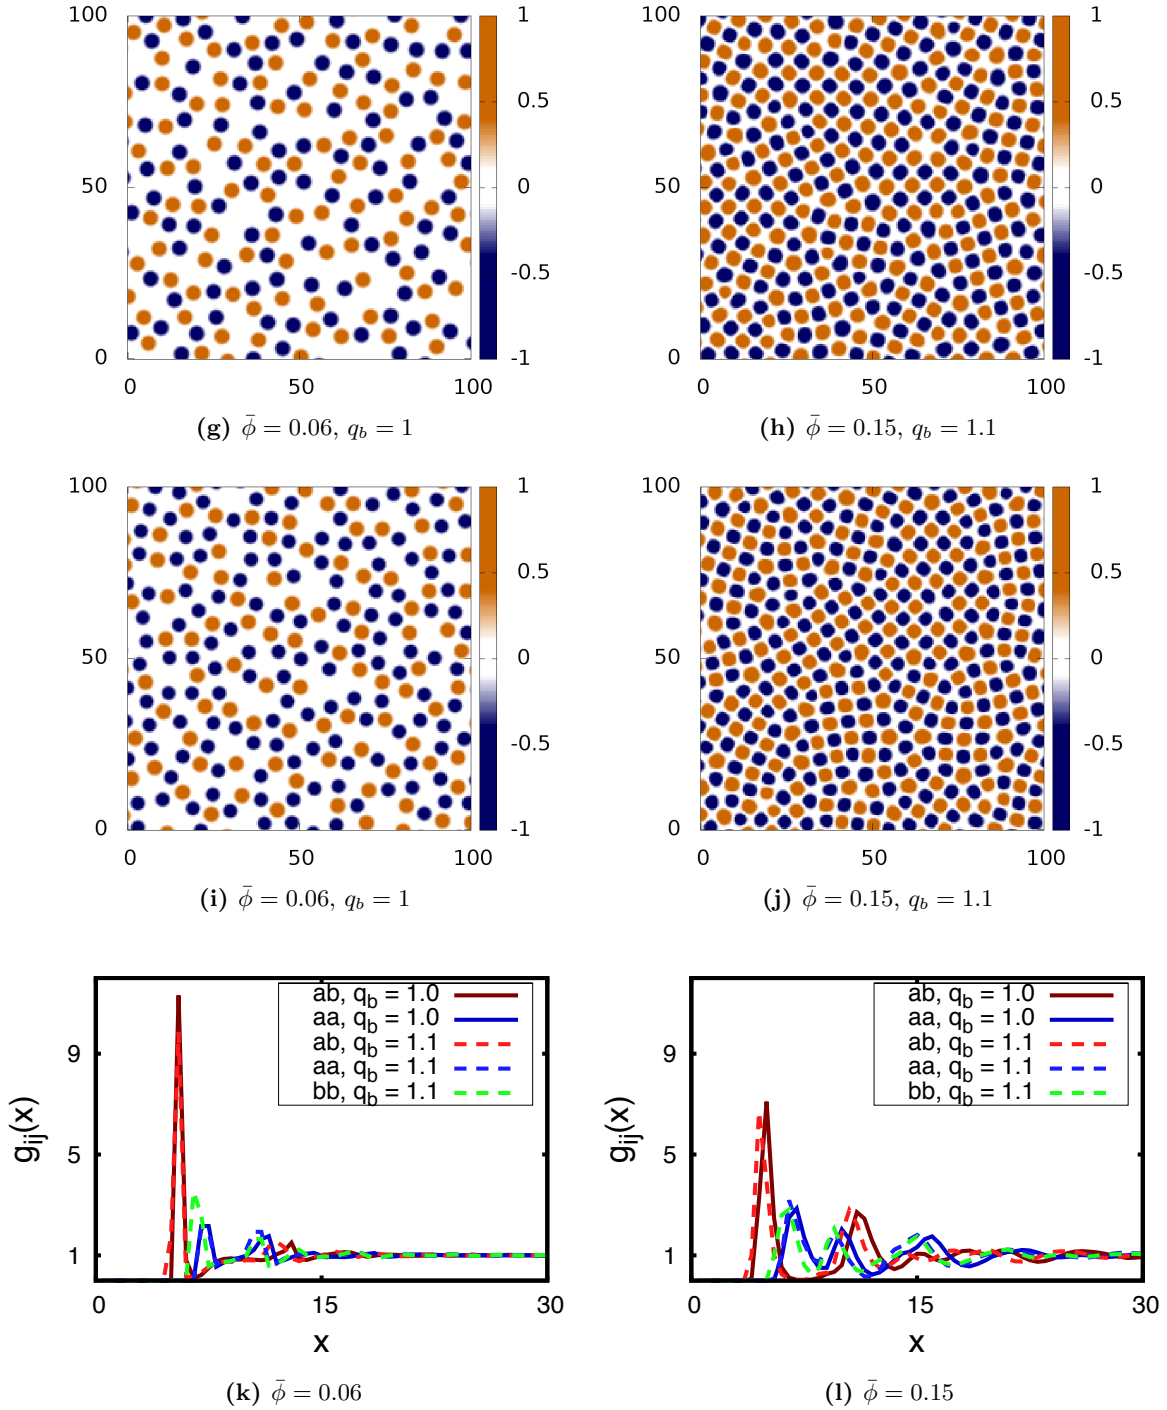 100
50
0
0 50 100
1
0.5
0
-0.5
-1
(g) ϕ̄ = 0.06, q_b = 1
100
50
0
0 50 100
1
0.5
0
-0.5
-1
(h) ϕ̄ = 0.15, q_b = 1.1
100
50
0
0 50 100
1
0.5
0
-0.5
-1
(i) ϕ̄ = 0.06, q_b = 1
100
50
0
0 50 100
1
0.5
0
-0.5
-1
(j) ϕ̄ = 0.15, q_b = 1.1
ab, q_b = 1.0
aa, q_b = 1.0
ab, q_b = 1.1
aa, q_b = 1.1
bb, q_b = 1.1
9
5
1
g_ij(x)
0 15 30
x
(k) ϕ̄ = 0.06
ab, q_b = 1.0
aa, q_b = 1.0
ab, q_b = 1.1
aa, q_b = 1.1
bb, q_b = 1.1
9
5
1
g_ij(x)
0 15 30
x
(l) ϕ̄ = 0.15